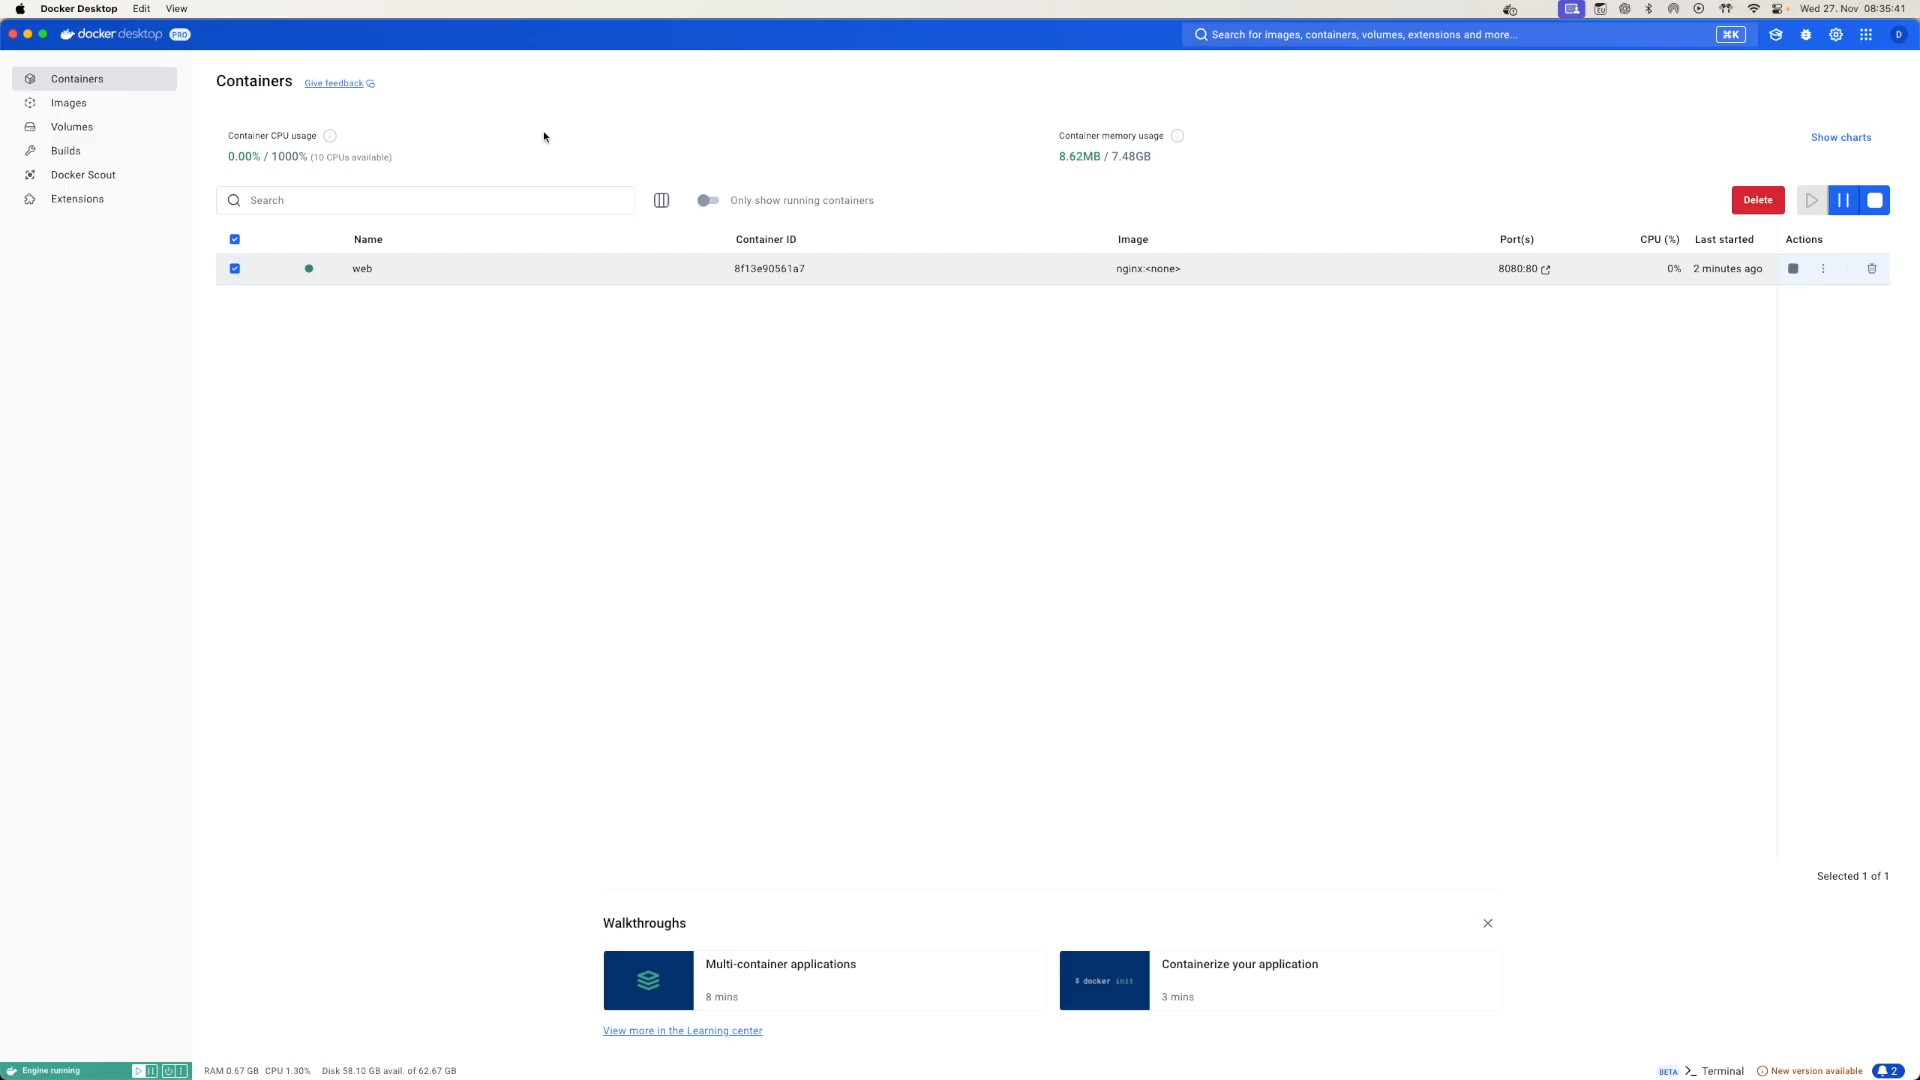 Docker Desktop Edit View Wed 27. Nov 08:35:41
docker desktop PRO Search for images, containers, volumes, extensions and more... ⌘K D
Containers
Images
Volumes
Builds
Docker Scout
Extensions
Containers Give feedback
Container CPU usage
0.00% / 1000% (10 CPUs available)
Container memory usage
8.62MB / 7.48GB
Show charts
Search
Only show running containers
Delete
Name Container ID Image Port(s) CPU (%) Last started Actions
web 8f13e90561a7 nginx:<none> 8080:80 0% 2 minutes ago
Selected 1 of 1
Walkthroughs
Multi-container applications
8 mins
$ docker init
Containerize your application
3 mins
View more in the Learning center
Engine running RAM 0.67 GB CPU 1.30% Disk 58.10 GB avail. of 62.67 GB BETA >_ Terminal New version available 2